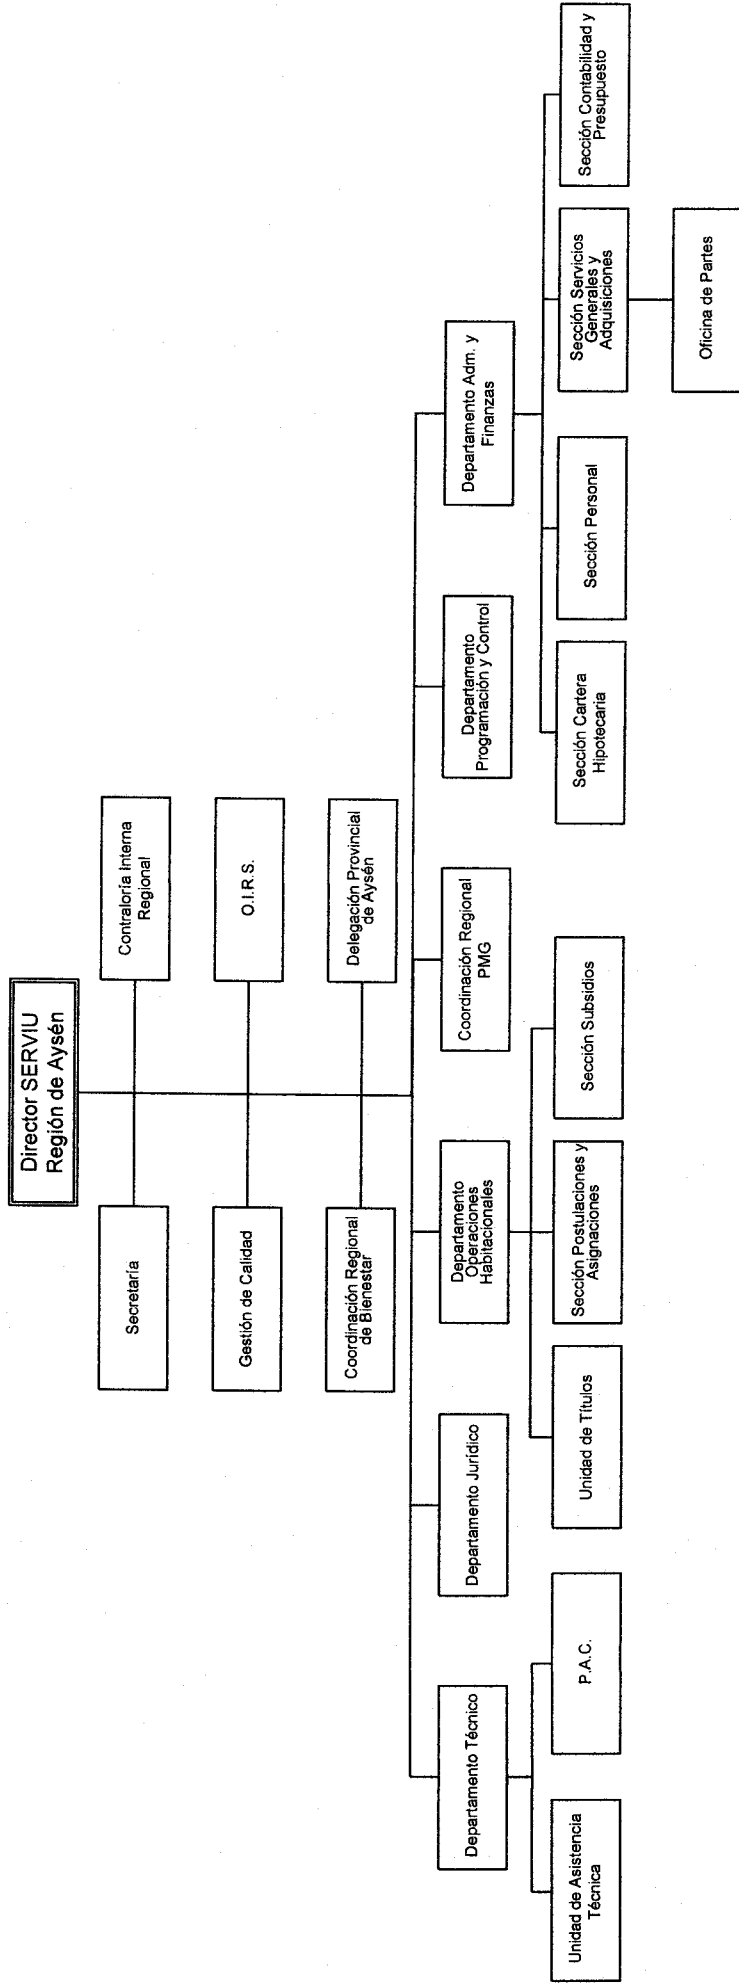 Director SERVIU
Región de Aysén
Secretaría
Contraloría Interna
Regional
Gestión de Calidad
O.I.R.S.
Coordinación Regional
de Bienestar
Delegación Provincial
de Aysén
Departamento Técnico
Departamento Jurídico
Departamento
Operaciones
Habitacionales
Coordinación Regional
PMG
Departamento
Programación y Control
Departamento Adm. y
Finanzas
Unidad de Asistencia
Técnica
P.A.C.
Unidad de Títulos
Sección Postulaciones y
Asignaciones
Sección Subsidios
Sección Cartera
Hipotecaria
Sección Personal
Sección Servicios
Generales y
Adquisiciones
Sección Contabilidad y
Presupuesto
Oficina de Partes